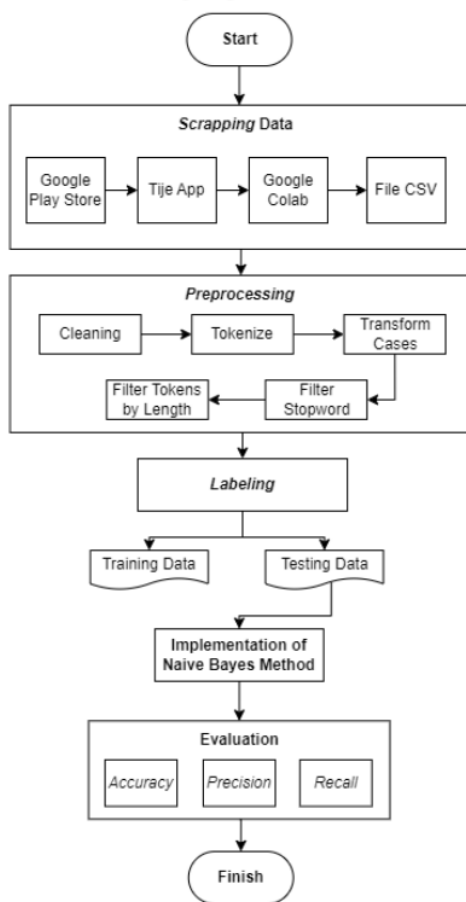 Start
Scrapping Data
Google
Play Store
Tije App
Google
Colab
File CSV
Preprocessing
Cleaning
Tokenize
Transform
Cases
Filter Tokens
by Length
Filter
Stopword
Labeling
Training Data
Testing Data
Implementation of
Naive Bayes Method
Evaluation
Accuracy
Precision
Recall
Finish